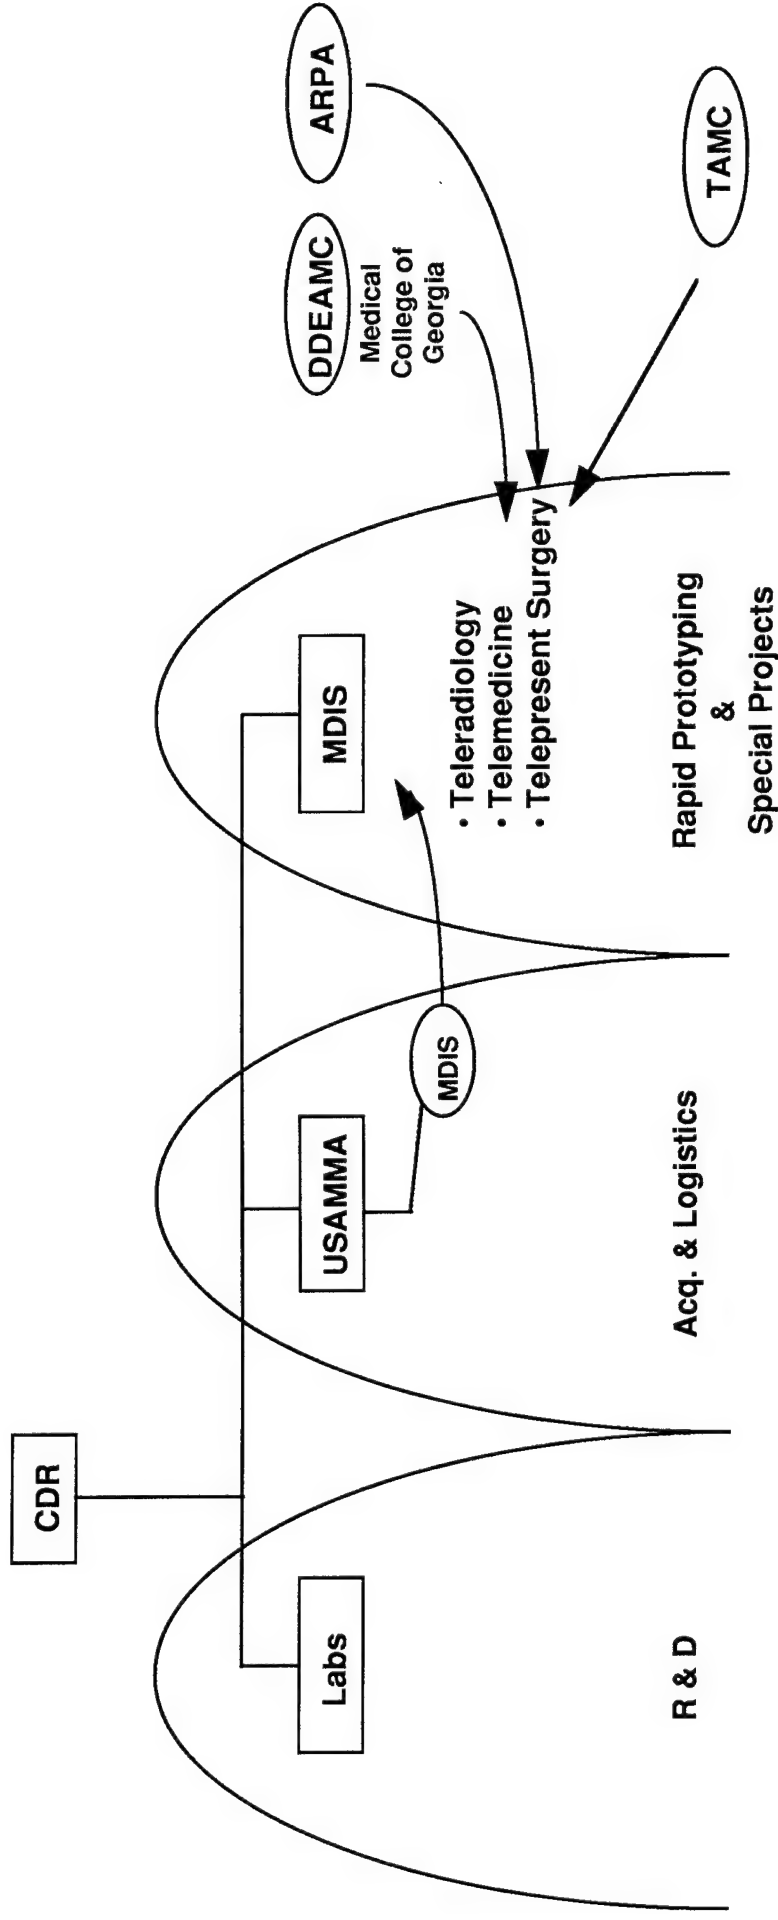 CDR
Labs
USAMMA
MDIS
MDIS
DDEAMC
Medical
College of
Georgia
ARPA
TAMC
• Teleradiology
• Telemedicine
• Telepresent Surgery
R & D
Acq. & Logistics
Rapid Prototyping
&
Special Projects